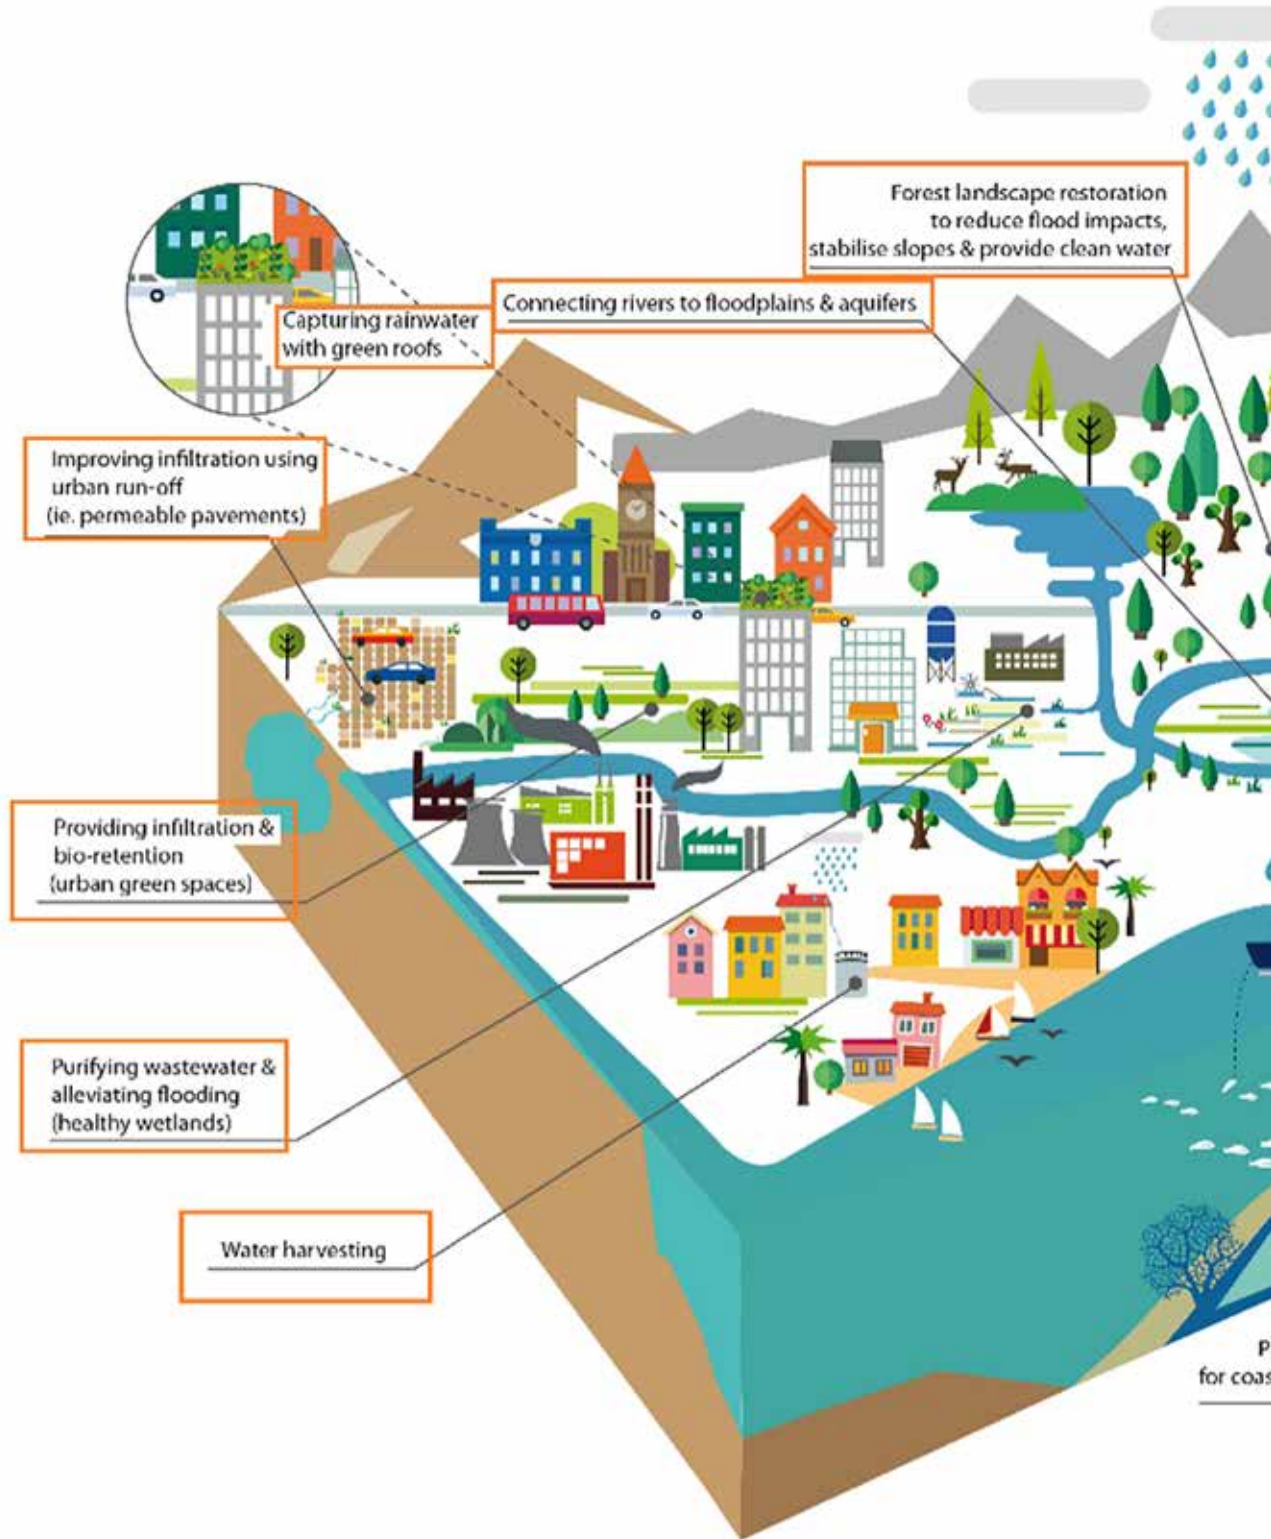 Forest landscape restoration
to reduce flood impacts,
stabilise slopes & provide clean water
Connecting rivers to floodplains & aquifers
Capturing rainwater
with green roofs
Improving infiltration using
urban run-off
(ie. permeable pavements)
Providing infiltration &
bio-retention
(urban green spaces)
Purifying wastewater &
alleviating flooding
(healthy wetlands)
Water harvesting
P
for coas